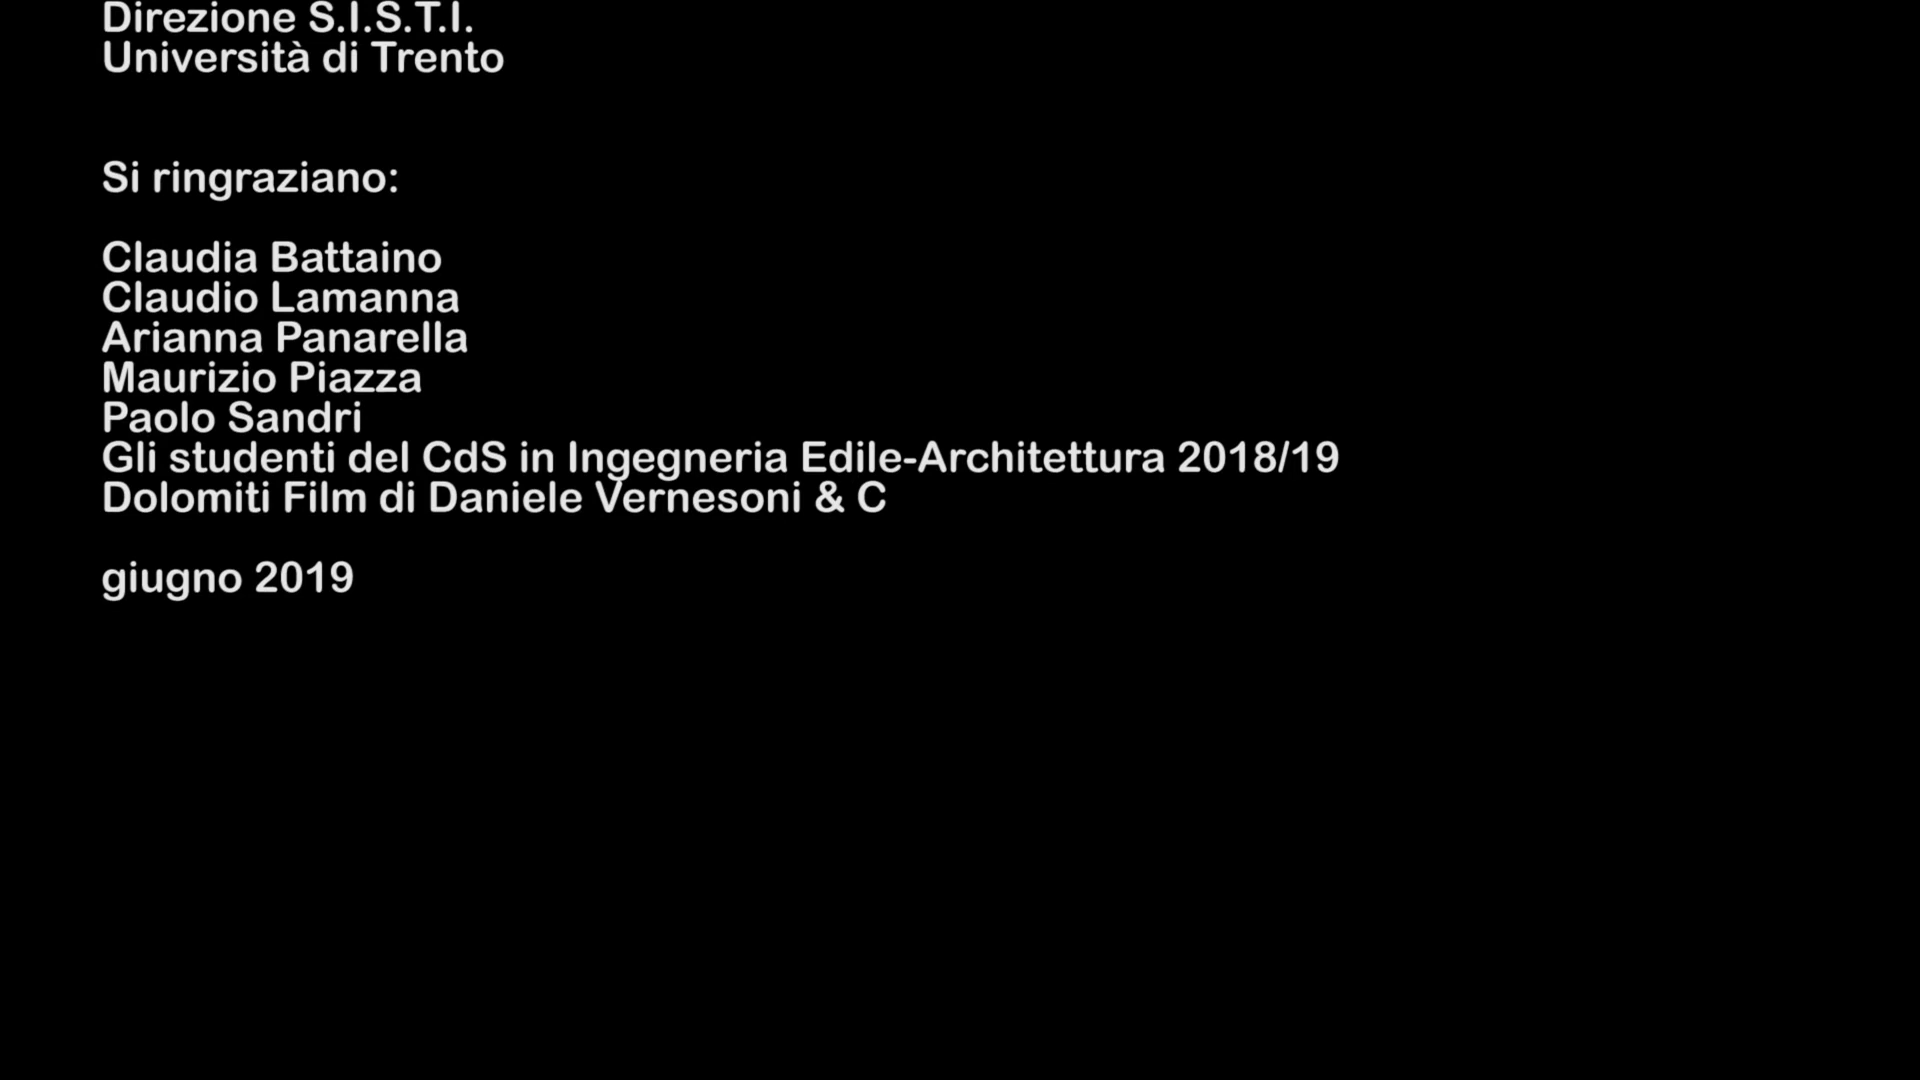 Direzione S.I.S.T.I.
Università di Trento
Si ringraziano:
Claudia Battaino
Claudio Lamanna
Arianna Panarella
Maurizio Piazza
Paolo Sandri
Gli studenti del CdS in Ingegneria Edile-Architettura 2018/19
Dolomiti Film di Daniele Vernesoni & C
giugno 2019